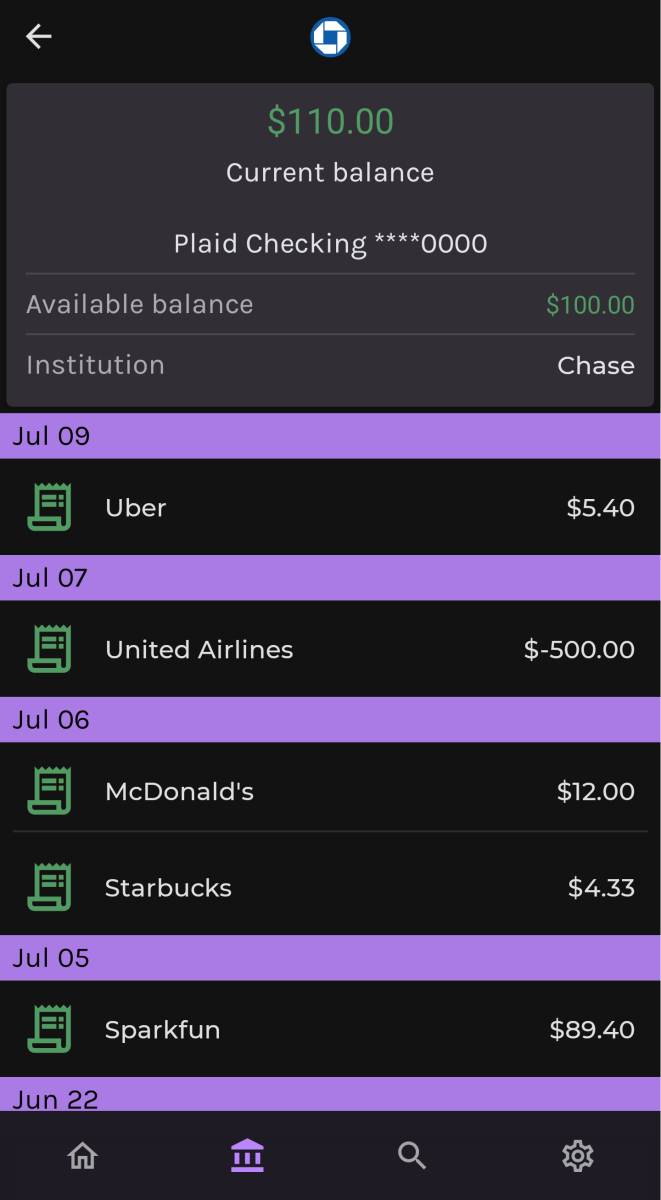 $110.00
Current balance
Plaid Checking ****0000
Available balance $100.00
Institution Chase
Jul 09
Uber $5.40
Jul 07
United Airlines $-500.00
Jul 06
McDonald's $12.00
Starbucks $4.33
Jul 05
Sparkfun $89.40
Jun 22